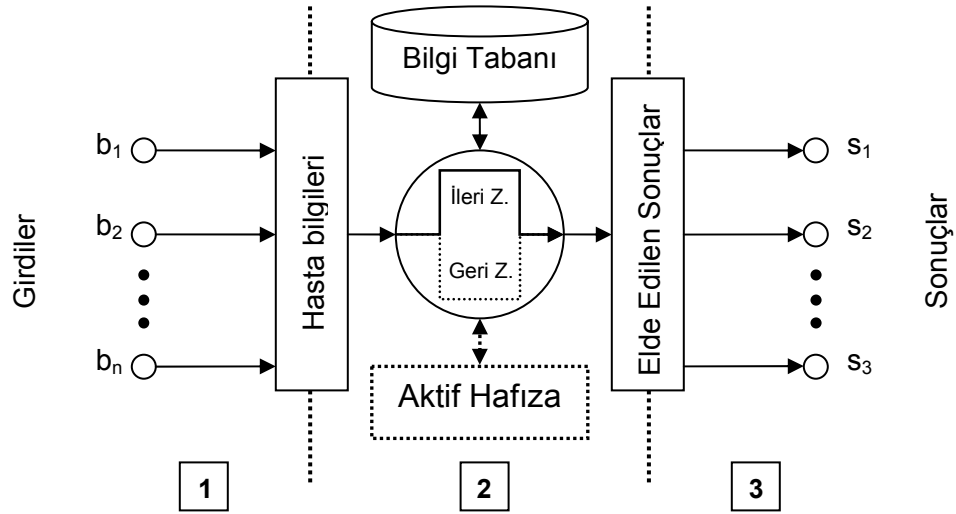 Girdiler
b1
b2
bn
Hasta bilgileri
Bilgi Tabanı
İleri Z.
Geri Z.
Aktif Hafıza
Elde Edilen Sonuçlar
s1
s2
s3
Sonuçlar
1
2
3